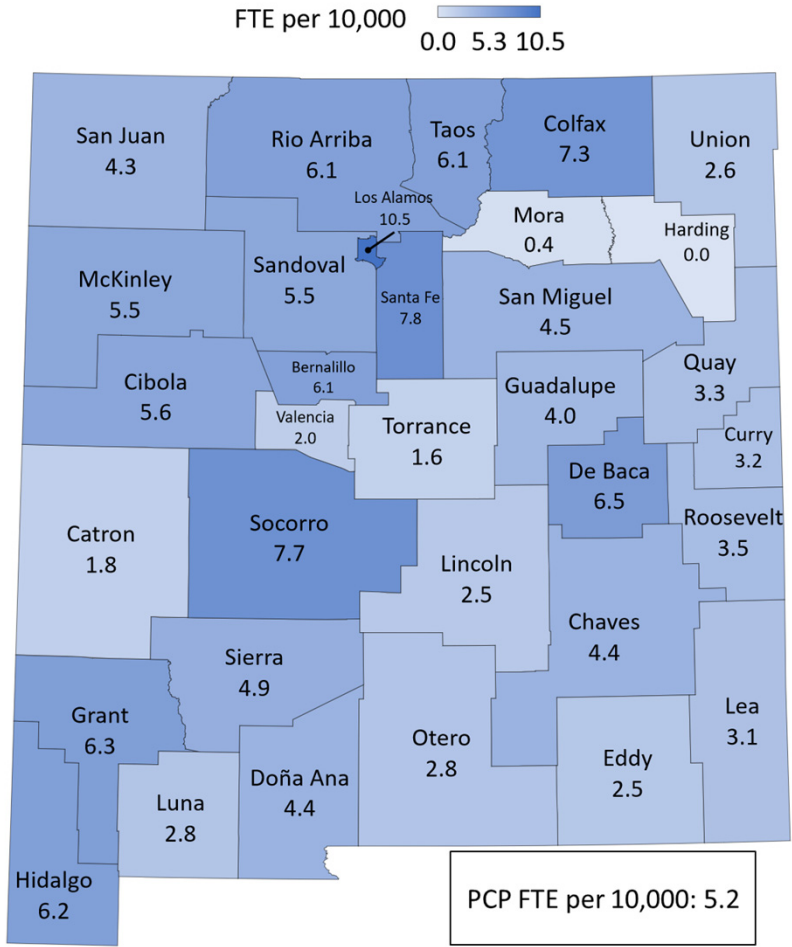 FTE per 10,000
0.0 5.3 10.5
San Juan
4.3
Rio Arriba
6.1
Taos
6.1
Colfax
7.3
Union
2.6
Los Alamos
10.5
Mora
0.4
Harding
0.0
McKinley
5.5
Sandoval
5.5
Santa Fe
7.8
San Miguel
4.5
Cibola
5.6
Bernalillo
6.1
Valencia
2.0
Torrance
1.6
Guadalupe
4.0
Quay
3.3
Curry
3.2
De Baca
6.5
Roosevelt
3.5
Catron
1.8
Socorro
7.7
Lincoln
2.5
Chaves
4.4
Sierra
4.9
Grant
6.3
Doña Ana
4.4
Otero
2.8
Lea
3.1
Eddy
2.5
Luna
2.8
Hidalgo
6.2
PCP FTE per 10,000: 5.2